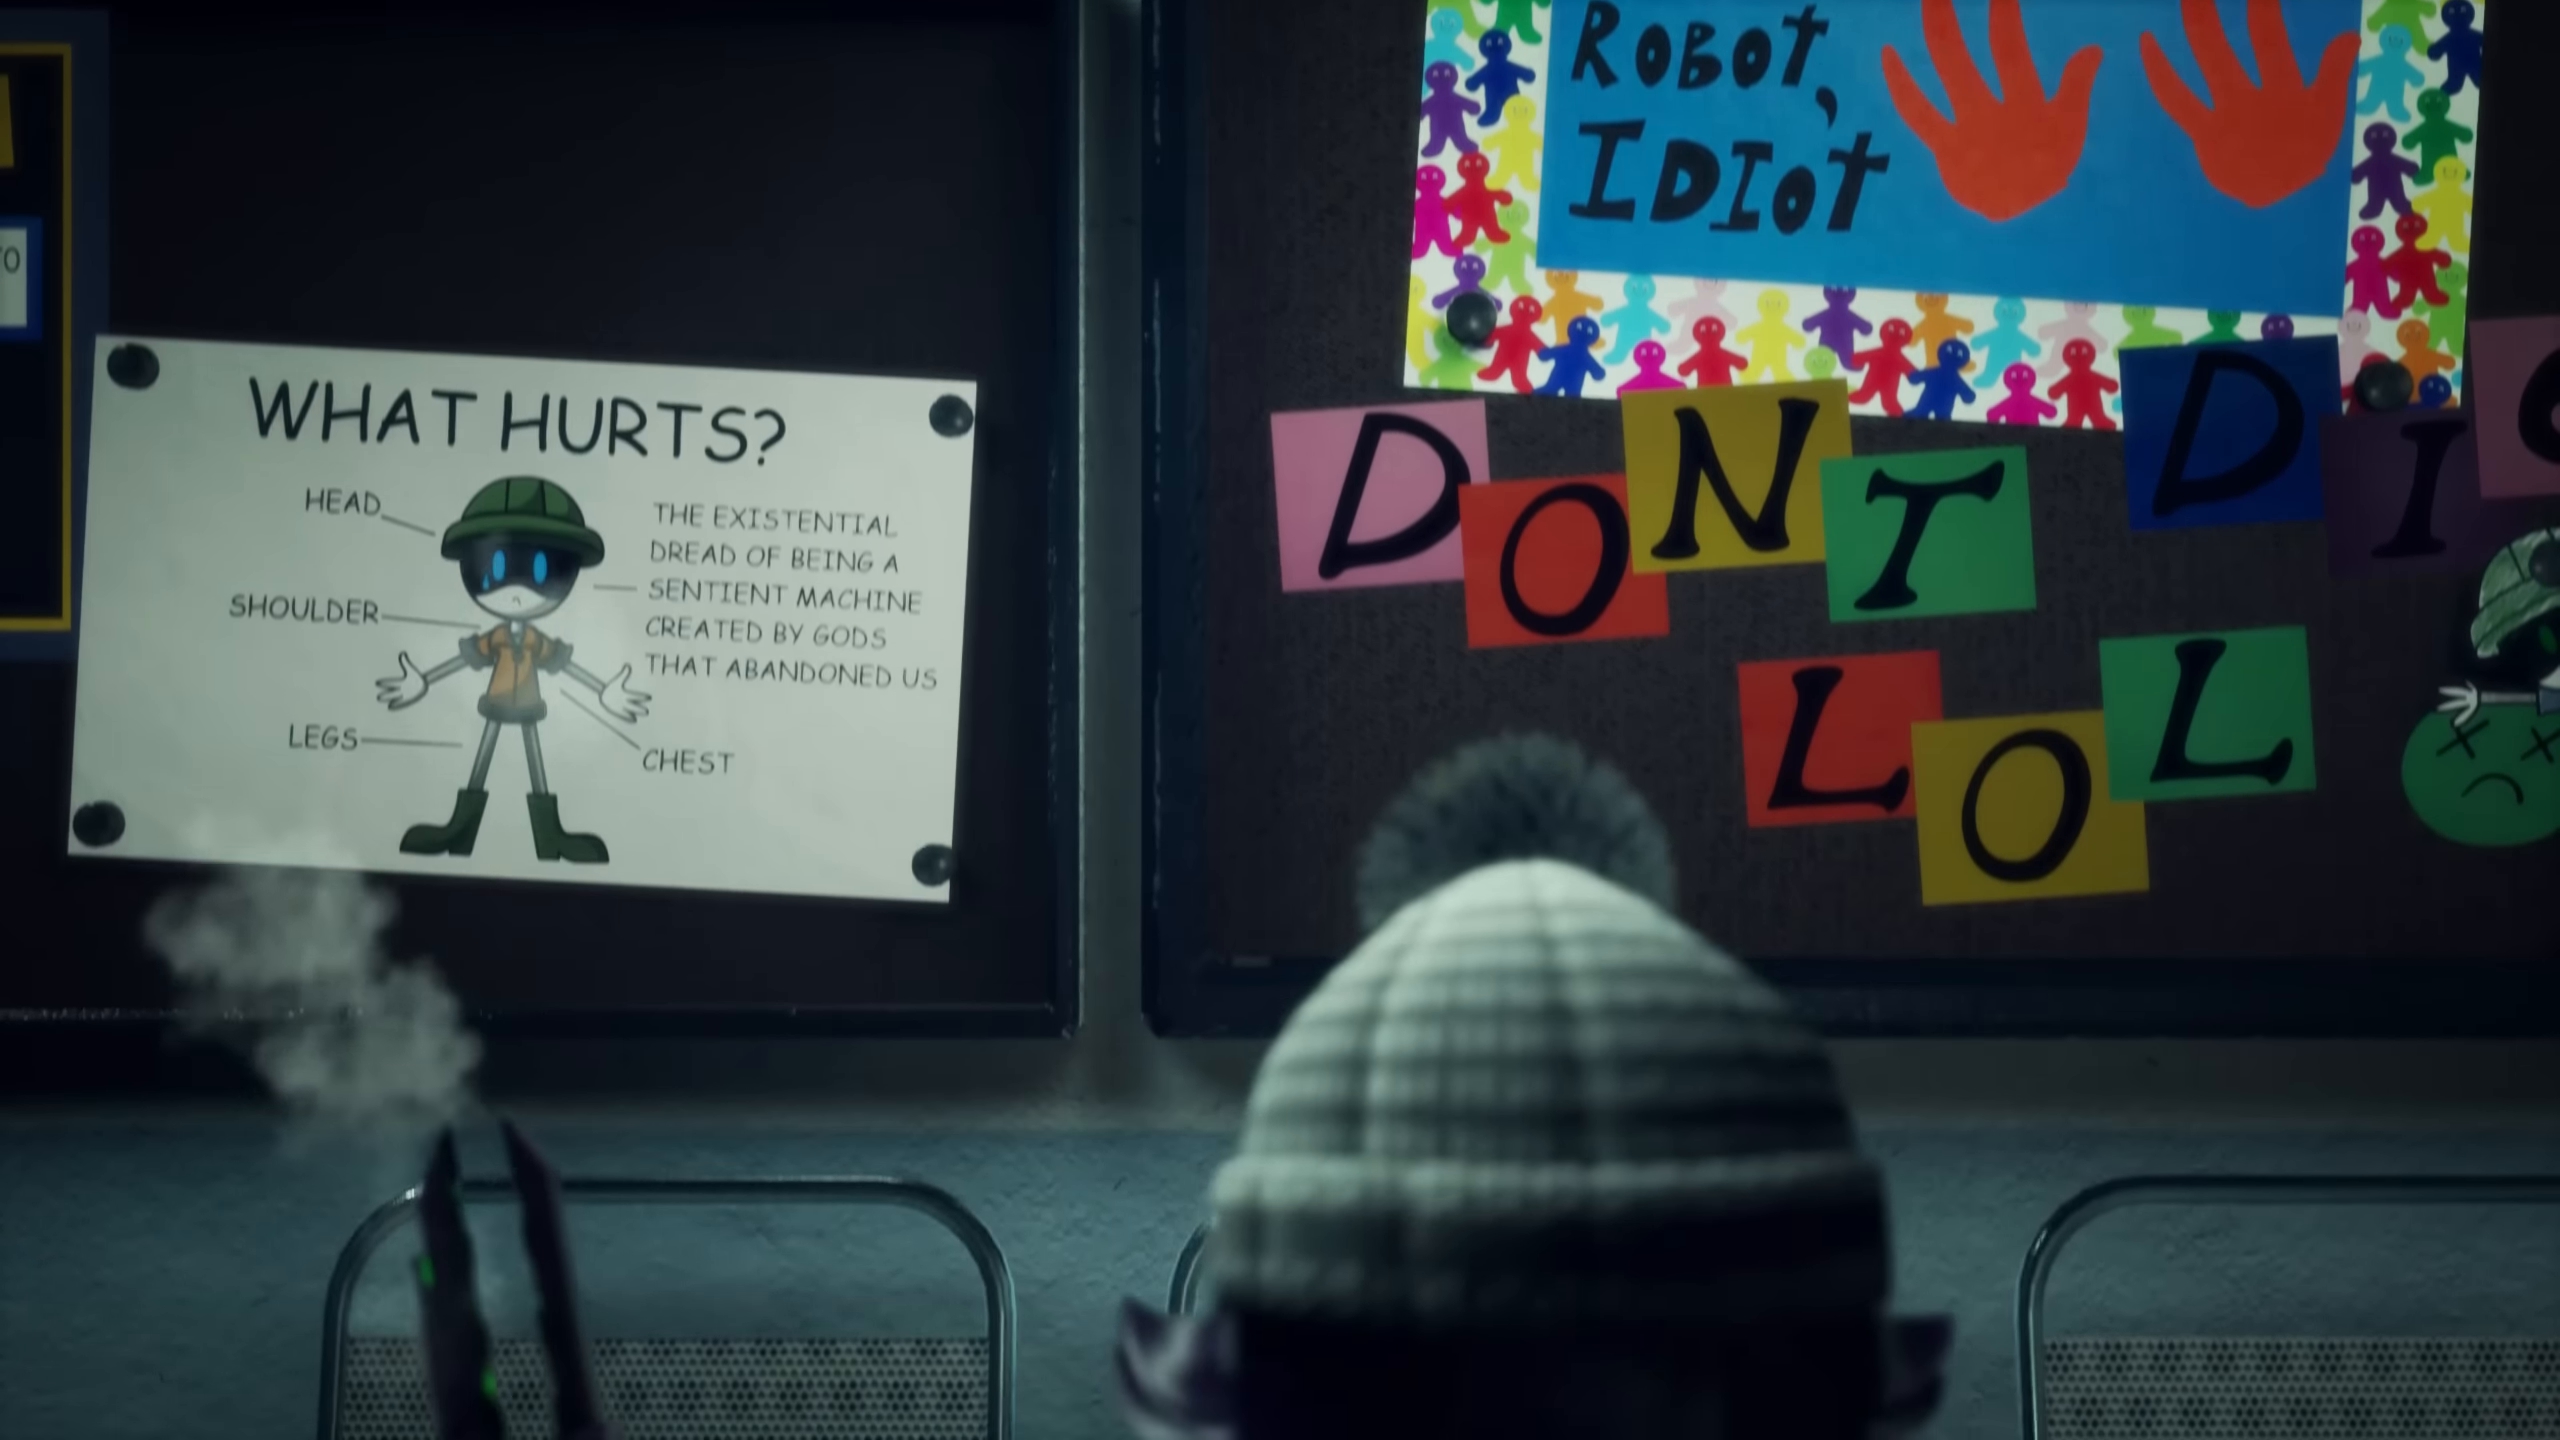 TO
WHAT HURTS?
HEAD
SHOULDER
LEGS
THE EXISTENTIAL
DREAD OF BEING A
SENTIENT MACHINE
CREATED BY GODS
THAT ABANDONED US
CHEST
ROBOT,
IDIOT
DONT DI
LOL